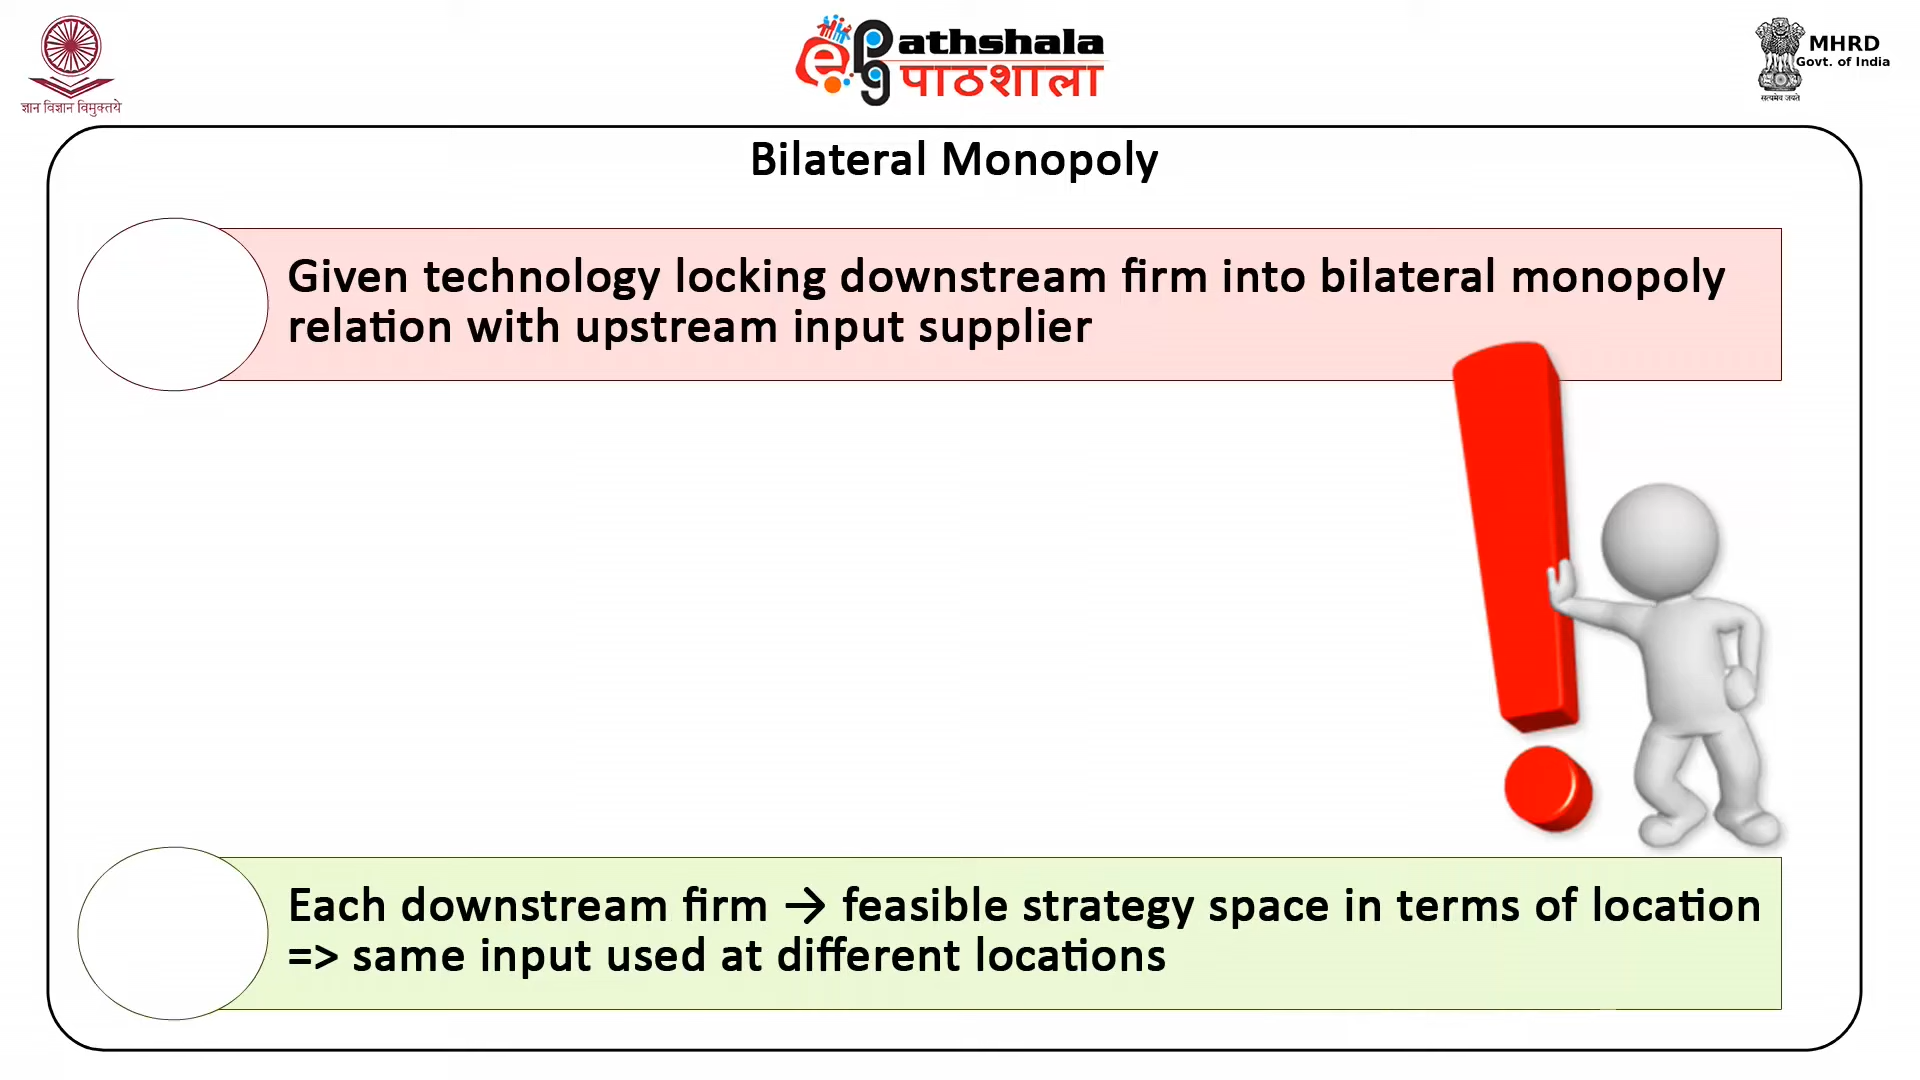 ज्ञान विज्ञान विमुक्तये
e Pg athshala
पाठशाला
MHRD
Govt. of India
सत्यमेव जयते
Bilateral Monopoly
Given technology locking downstream firm into bilateral monopoly
relation with upstream input supplier
Each downstream firm → feasible strategy space in terms of location
=> same input used at different locations